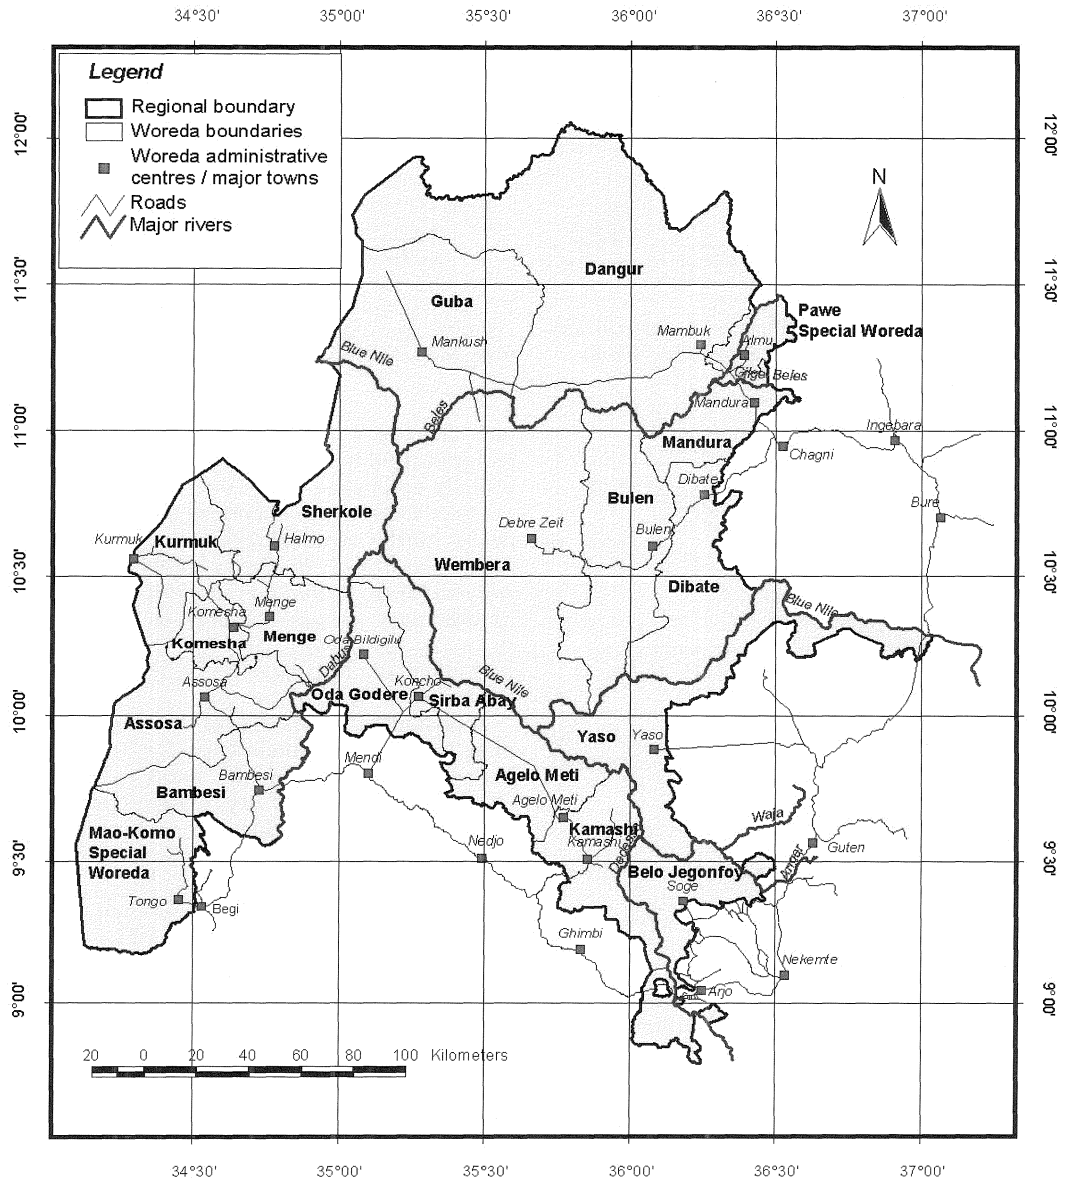 34°30' 35°00' 35°30' 36°00' 36°30' 37°00'
12°00' 12°00'
11°30' 11°30'
11°00' 11°00'
10°30' 10°30'
10°00' 10°00'
9°30' 9°30'
9°00' 9°00'
Legend
Regional boundary
Woreda boundaries
Woreda administrative
centres / major towns
Roads
Major rivers
N
Dangur
Guba
Pawe
Special Woreda
Mambuk
Almu
Mankush
Blue Nile
Gilgel Beles
Beles
Mandura
Mandura
Ingebara
Chagni
Dibate
Bulen
Sherkole
Bure
Debre Zeit
Bulen
Kurmuk
Kurmuk
Halmo
Wembera
Dibate
Blue Nile
Menge
Komesha
Komesha
Menge
Oda Bildigilu
Dabus
Assosa
Koncho
Blue Nile
Oda Godere
Sirba Abay
Assosa
Yaso
Yaso
Mendi
Bambesi
Bambesi
Agelo Meti
Agelo Meti
Waja
Mao-Komo
Special
Woreda
Kamashi
Kamashi
Nedjo
Guten
Anger
Belo Jegonfoy
Soge
Tongo
Begi
Ghimbi
Nekemte
Arjo
20 0 20 40 60 80 100 Kilometers
34°30' 35°00' 35°30' 36°00' 36°30' 37°00'